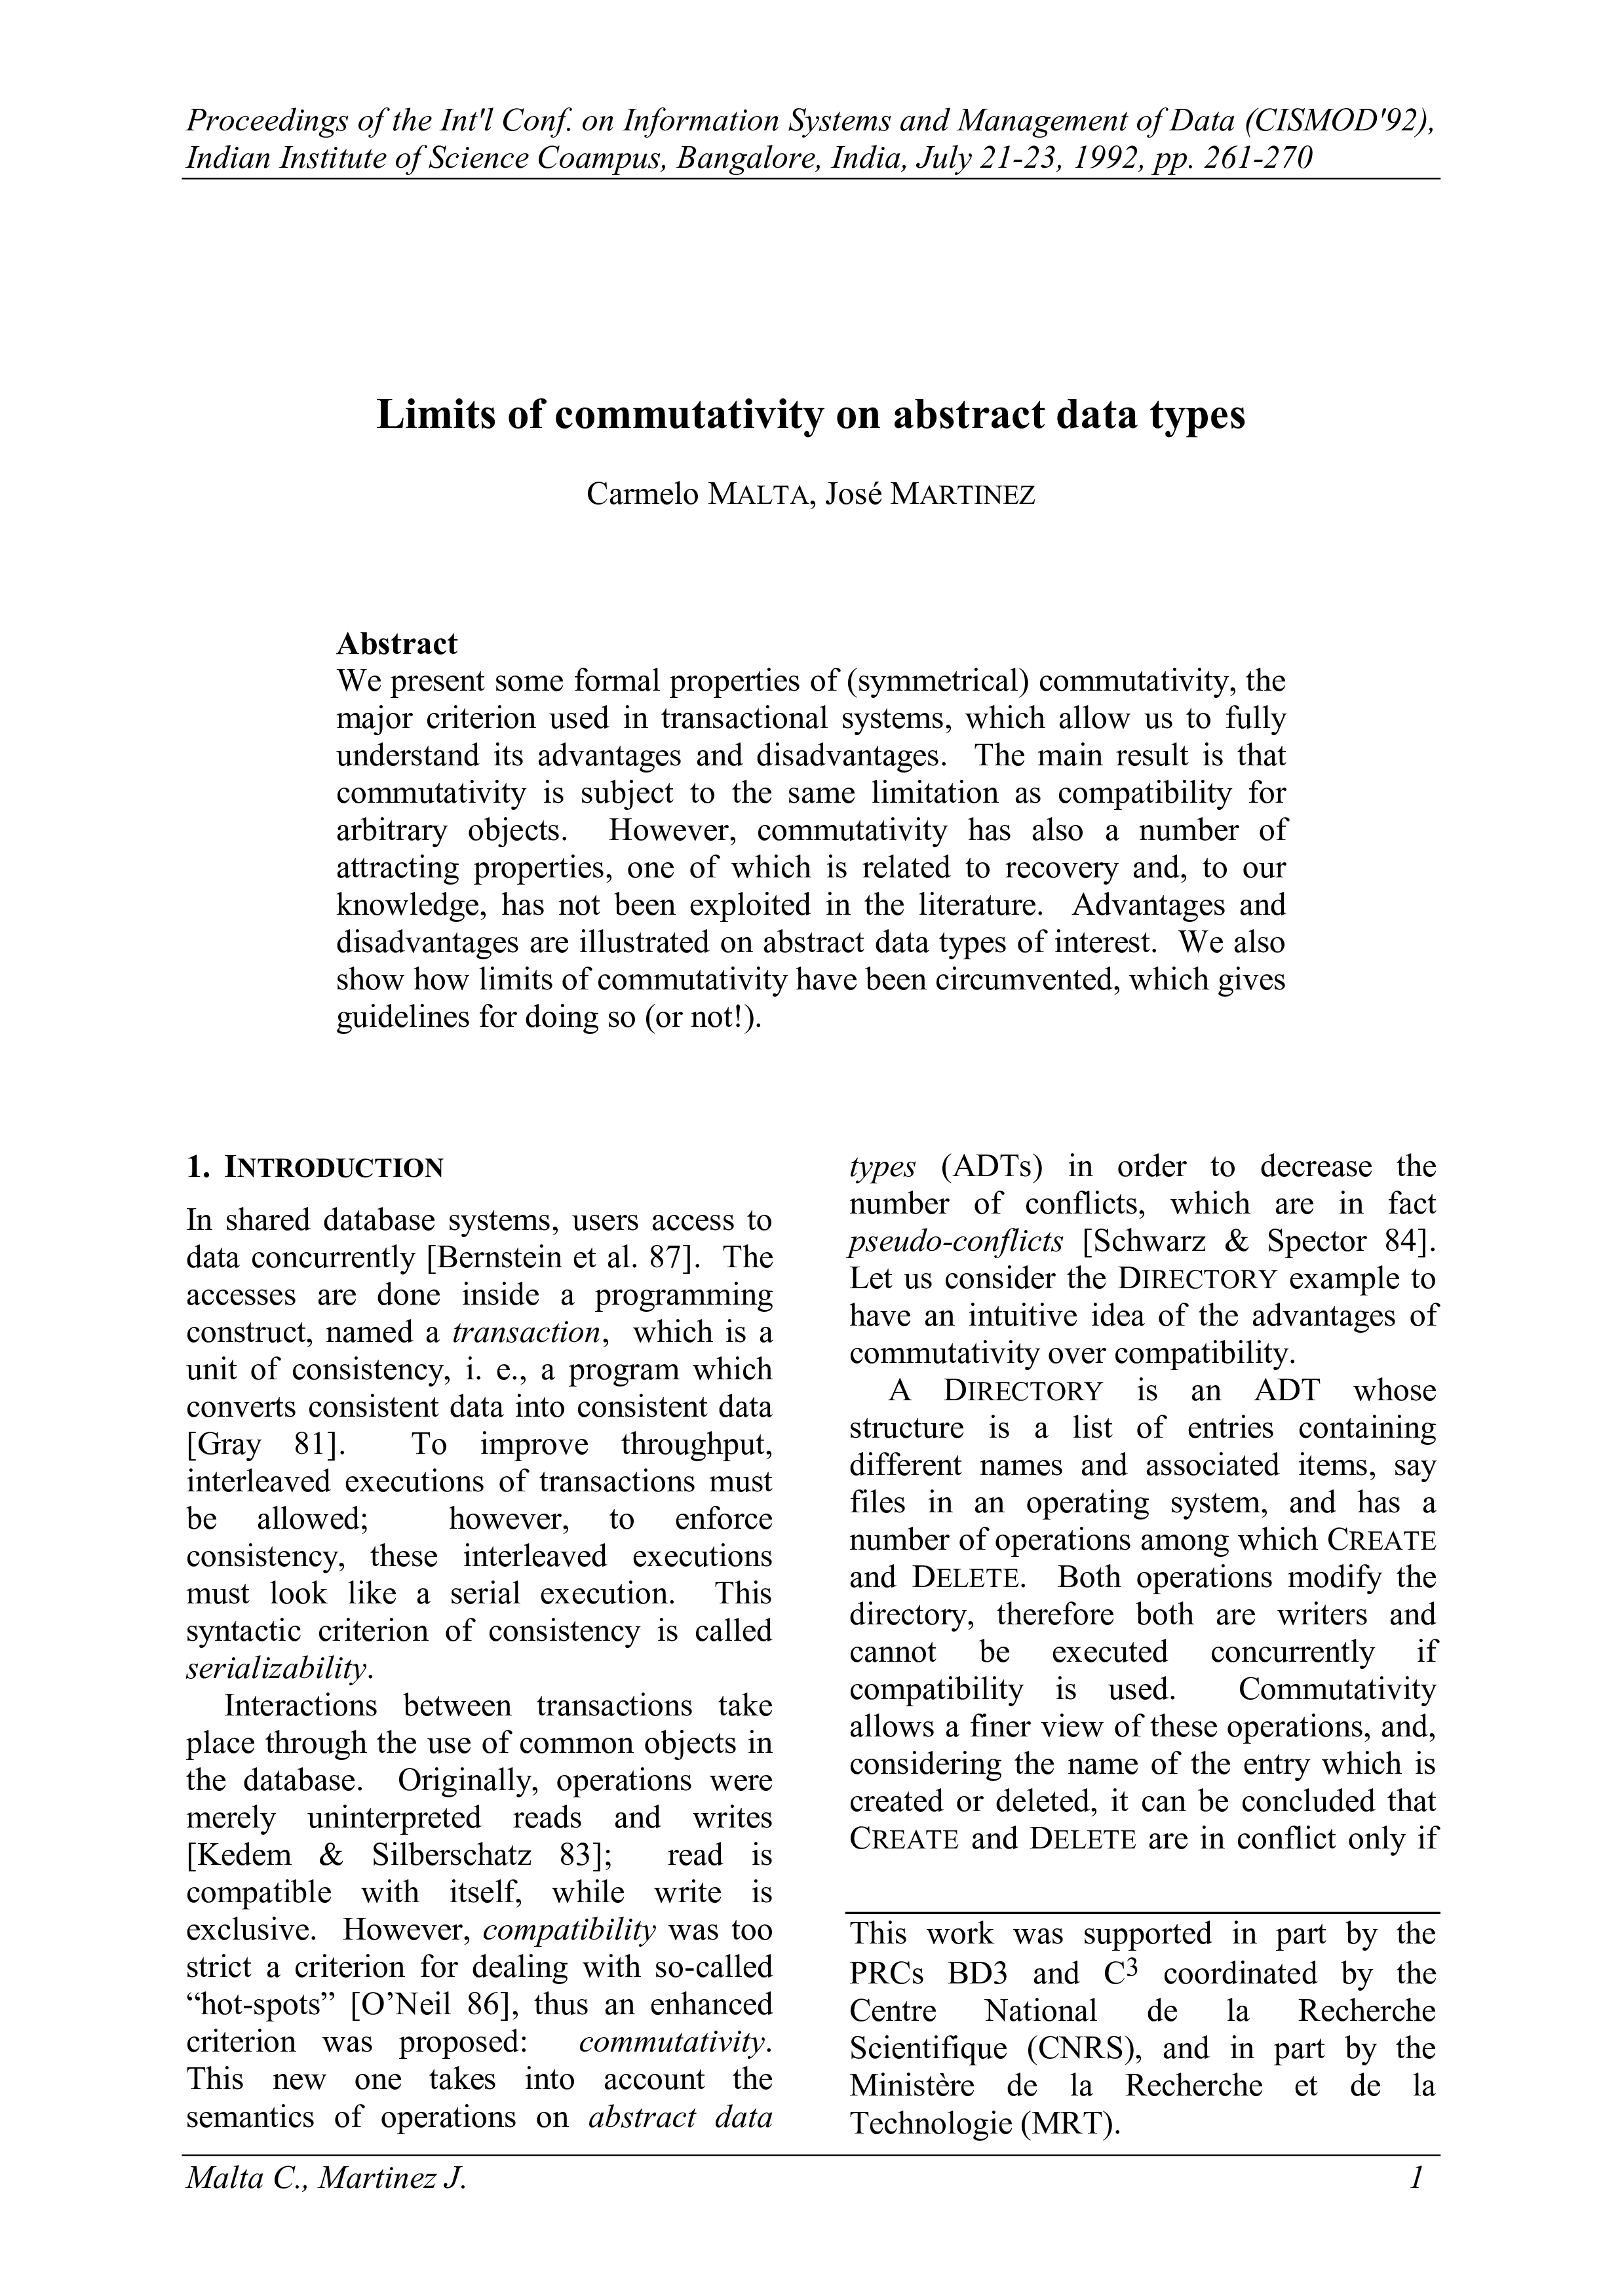 Proceedings of the Int'l Conf. on Information Systems and Management of Data (CISMOD'92),
Indian Institute of Science Coampus, Bangalore, India, July 21-23, 1992, pp. 261-270
Limits of commutativity on abstract data types
Carmelo MALTA, José MARTINEZ
Abstract
We present some formal properties of (symmetrical) commutativity, the
major criterion used in transactional systems, which allow us to fully
understand its advantages and disadvantages. The main result is that
commutativity is subject to the same limitation as compatibility for
arbitrary objects. However, commutativity has also a number of
attracting properties, one of which is related to recovery and, to our
knowledge, has not been exploited in the literature. Advantages and
disadvantages are illustrated on abstract data types of interest. We also
show how limits of commutativity have been circumvented, which gives
guidelines for doing so (or not!).
1. INTRODUCTION
In shared database systems, users access to
data concurrently [Bernstein et al. 87]. The
accesses are done inside a programming
construct, named a transaction, which is a
unit of consistency, i. e., a program which
converts consistent data into consistent data
[Gray 81]. To improve throughput,
interleaved executions of transactions must
be allowed; however, to enforce
consistency, these interleaved executions
must look like a serial execution. This
syntactic criterion of consistency is called
serializability.
Interactions between transactions take
place through the use of common objects in
the database. Originally, operations were
merely uninterpreted reads and writes
[Kedem & Silberschatz 83]; read is
compatible with itself, while write is
exclusive. However, compatibility was too
strict a criterion for dealing with so-called
“hot-spots” [O’Neil 86], thus an enhanced
criterion was proposed: commutativity.
This new one takes into account the
semantics of operations on abstract data
types (ADTs) in order to decrease the
number of conflicts, which are in fact
pseudo-conflicts [Schwarz & Spector 84].
Let us consider the DIRECTORY example to
have an intuitive idea of the advantages of
commutativity over compatibility.
A DIRECTORY is an ADT whose
structure is a list of entries containing
different names and associated items, say
files in an operating system, and has a
number of operations among which CREATE
and DELETE. Both operations modify the
directory, therefore both are writers and
cannot be executed concurrently if
compatibility is used. Commutativity
allows a finer view of these operations, and,
considering the name of the entry which is
created or deleted, it can be concluded that
CREATE and DELETE are in conflict only if
This work was supported in part by the
PRCs BD3 and C³ coordinated by the
Centre National de la Recherche
Scientifique (CNRS), and in part by the
Ministère de la Recherche et de la
Technologie (MRT).
Malta C., Martinez J. 1